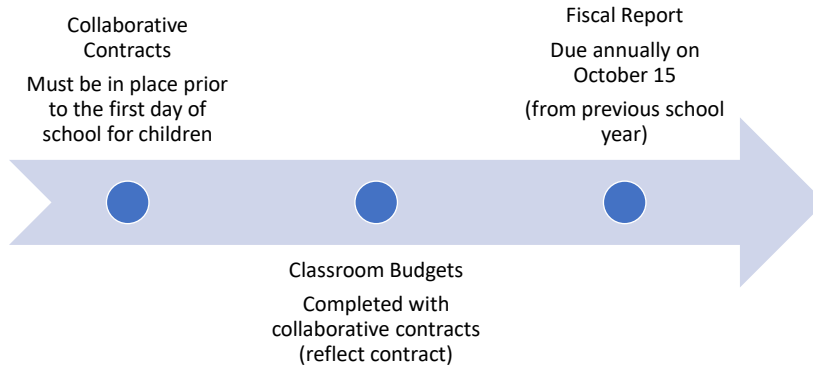 Collaborative
Contracts
Must be in place prior
to the first day of
school for children
Classroom Budgets
Completed with
collaborative contracts
(reflect contract)
Fiscal Report
Due annually on
October 15
(from previous school
year)